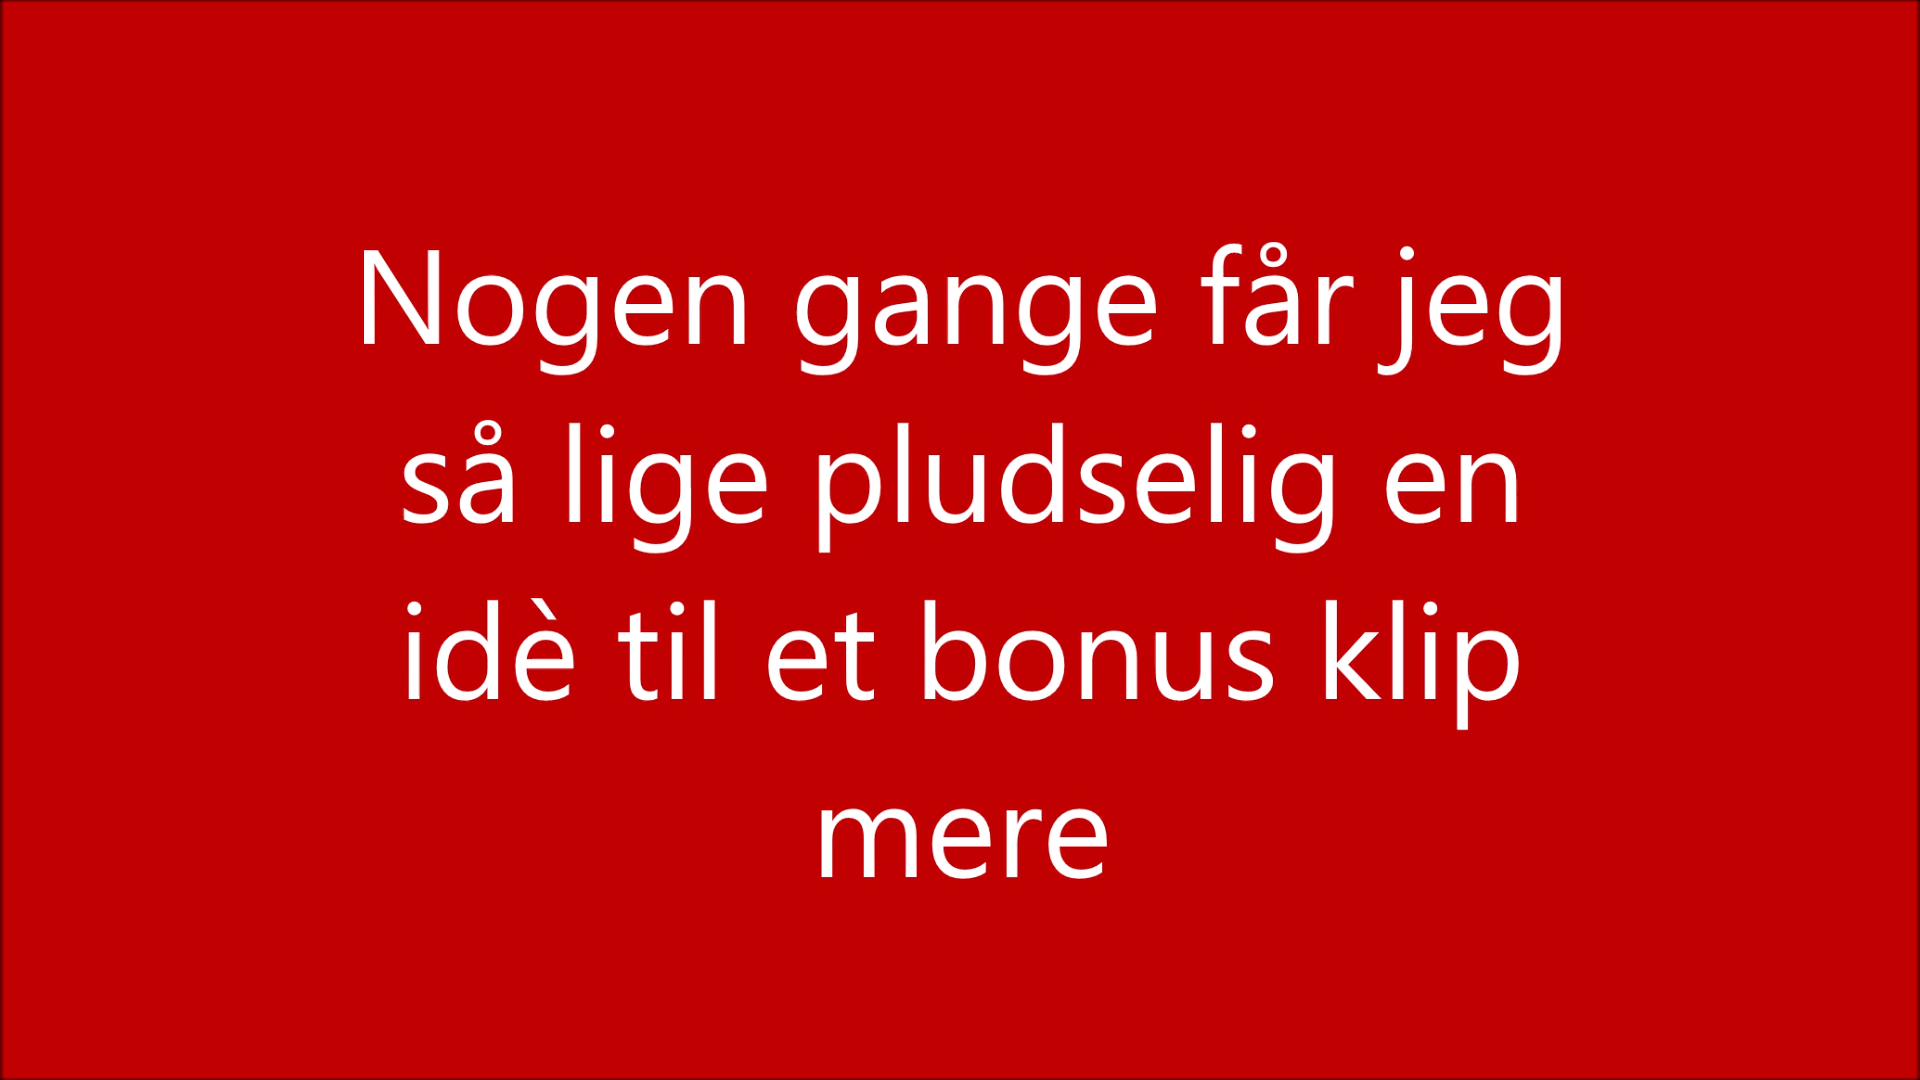 Nogen gange får jeg
så lige pludselig en
idè til et bonus klip
mere